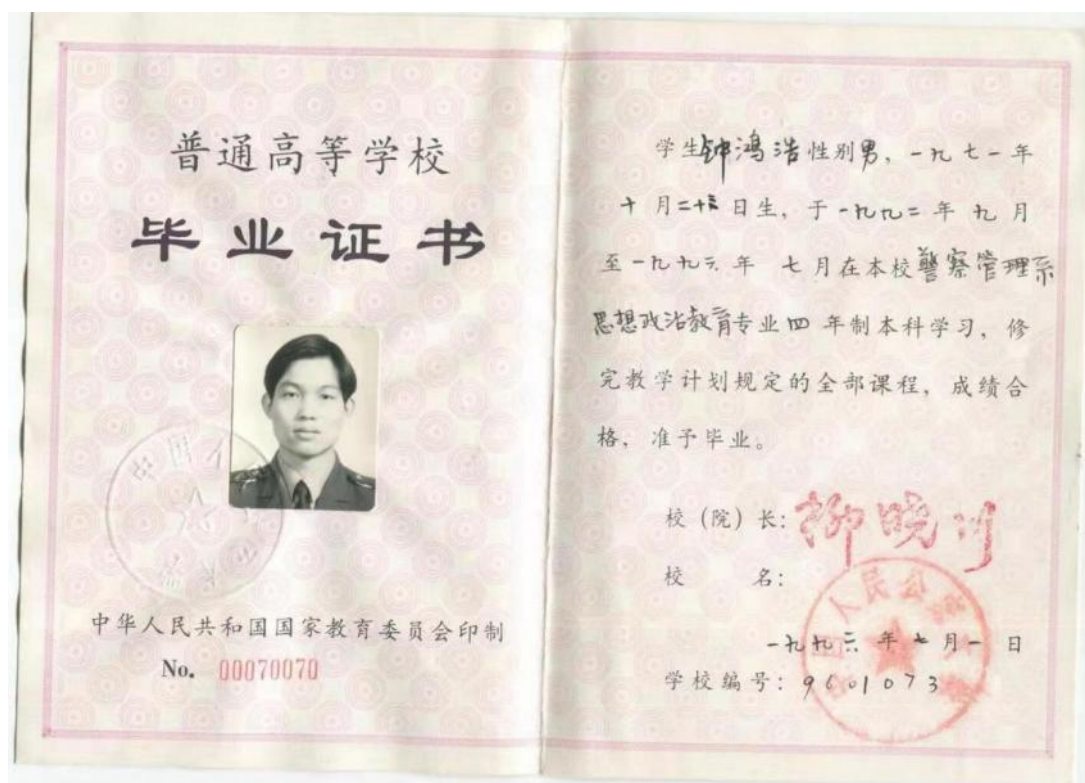 普通高等学校
毕业证书
中华人民共和国国家教育委员会印制
No. 00070070
学生钟鸿浩性别男，一九七一年
十月二十六日生，于一九九二年九月
至一九九六年七月在本校警察管理系
思想政治教育专业四年制本科学习，修
完教学计划规定的全部课程，成绩合
格，准予毕业。
校（院）长：柳晓川
校名：
一九九六年七月一日
学校编号：9601073